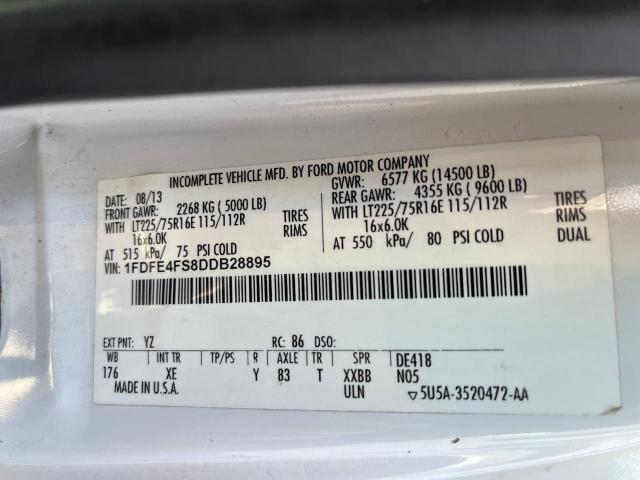 INCOMPLETE VEHICLE MFD. BY FORD MOTOR COMPANY
DATE: 08/13 GVWR: 6577 KG (14500 LB)
FRONT GAWR: 2268 KG ( 5000 LB) REAR GAWR: 4355 KG ( 9600 LB)
WITH LT225/75R16E 115/112R TIRES WITH LT225/75R16E 115/112R TIRES
16x6.0K RIMS 16x6.0K RIMS
AT 515 kPa/ 75 PSI COLD AT 550 kPa/ 80 PSI COLD DUAL
VIN: 1FDFE4FS8DDB28895
EXT PNT: YZ RC: 86 DSO:
WB INT TR TP/PS R AXLE TR SPR DE418
176 XE Y 83 T XXBB N05
MADE IN U.S.A. ULN ▽5U5A-3520472-AA